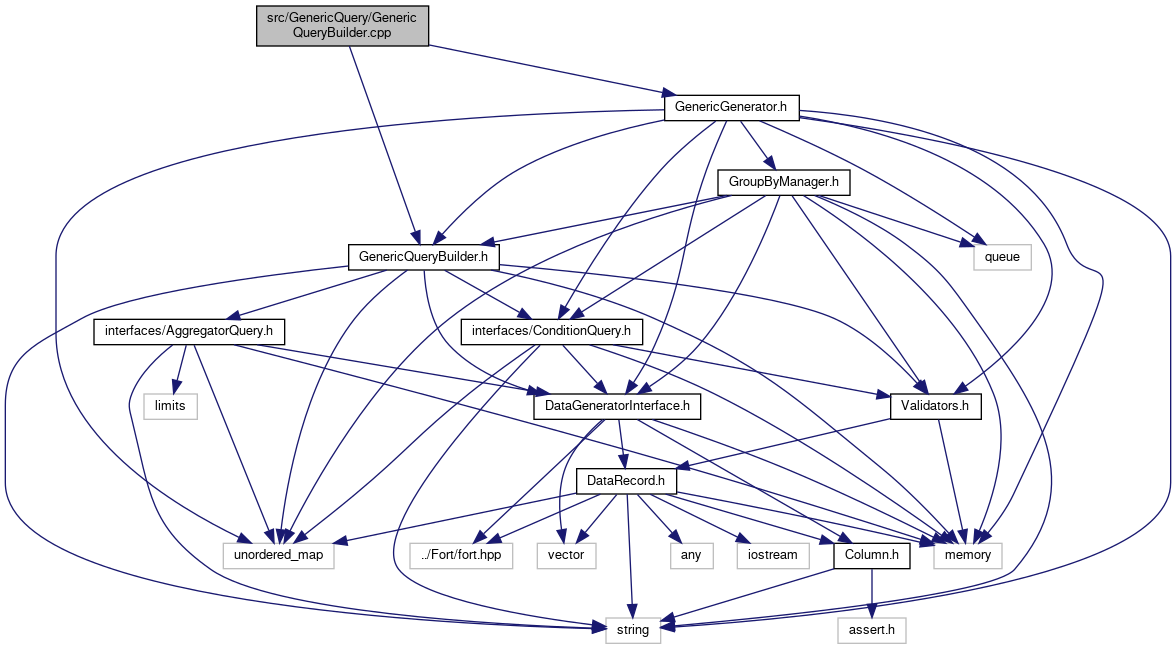 src/GenericQuery/Generic
QueryBuilder.cpp
GenericGenerator.h
GroupByManager.h
GenericQueryBuilder.h
queue
interfaces/AggregatorQuery.h
interfaces/ConditionQuery.h
limits
DataGeneratorInterface.h
Validators.h
DataRecord.h
unordered_map
../Fort/fort.hpp
vector
any
iostream
Column.h
memory
string
assert.h